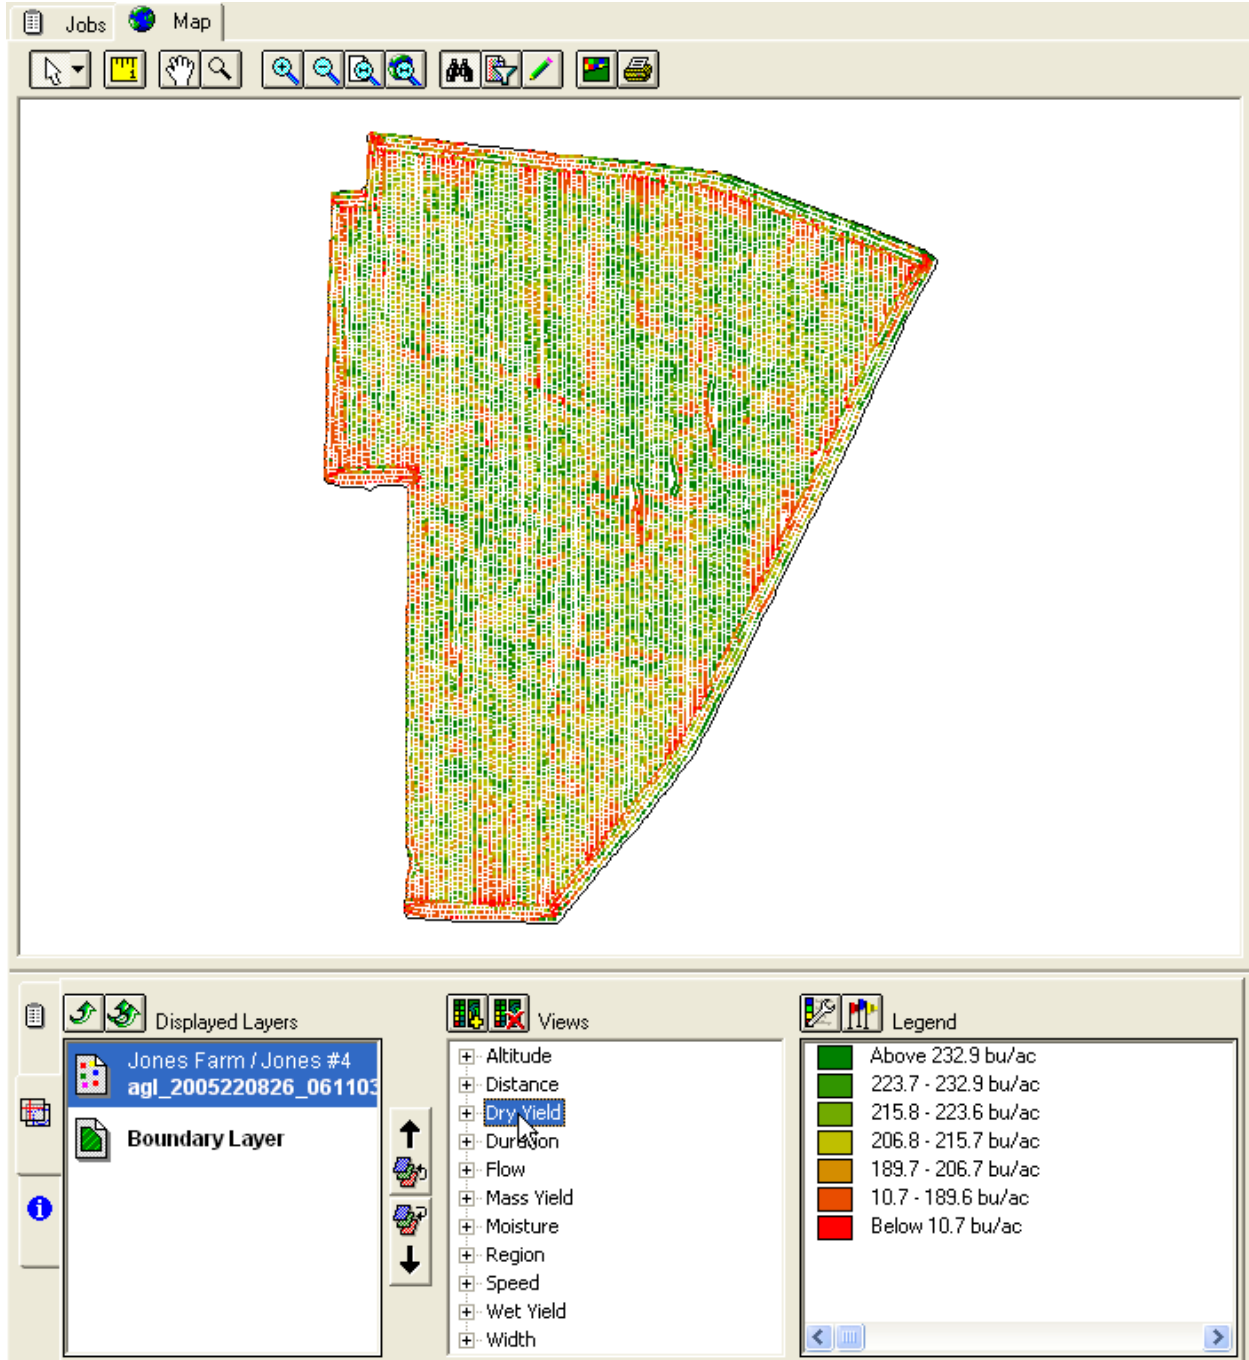 Jobs
Map
Displayed Layers
Jones Farm / Jones #4
agl_2005220826_061103
Boundary Layer
Views
Altitude
Distance
Dry Yield
Duration
Flow
Mass Yield
Moisture
Region
Speed
Wet Yield
Width
Legend
Above 232.9 bu/ac
223.7 - 232.9 bu/ac
215.8 - 223.6 bu/ac
206.8 - 215.7 bu/ac
189.7 - 206.7 bu/ac
10.7 - 189.6 bu/ac
Below 10.7 bu/ac